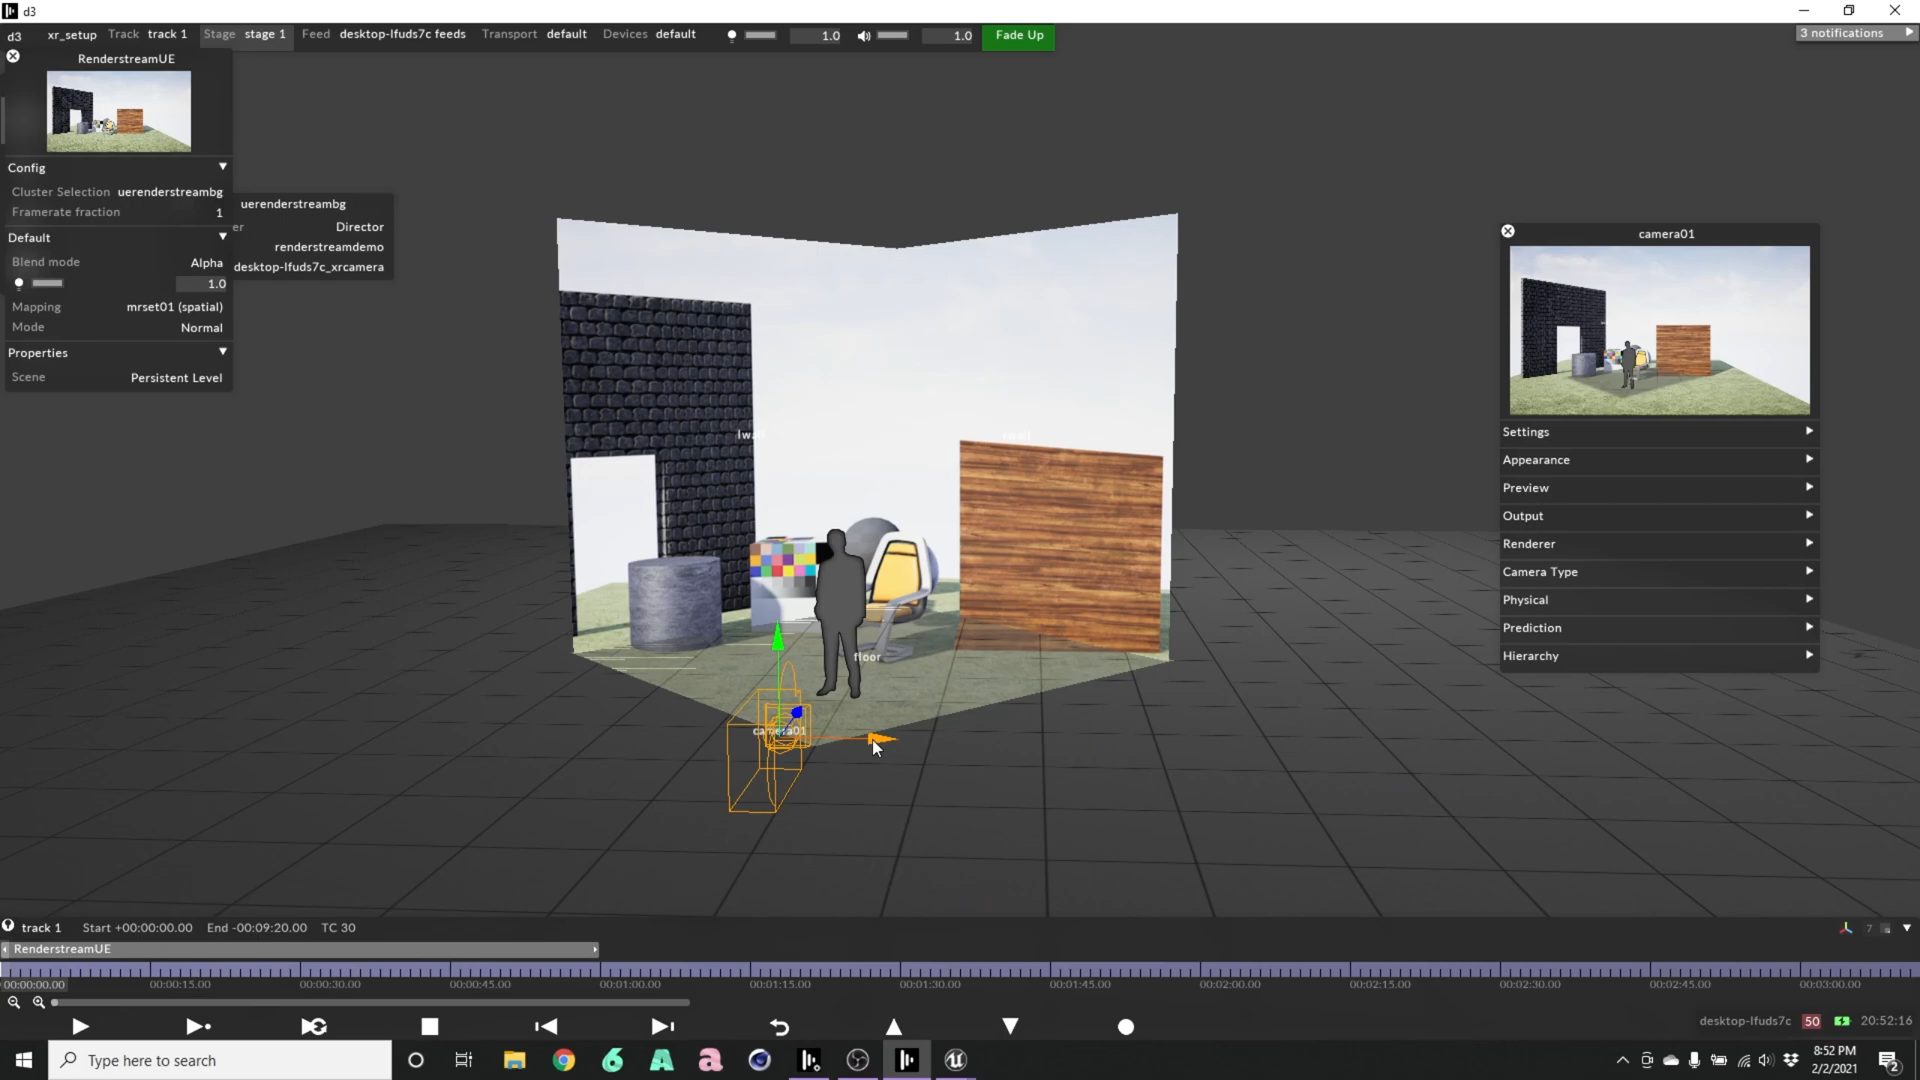 d3
d3 xr_setup Track track 1 Stage stage 1 Feed desktop-lfuds7c feeds Transport default Devices default 1.0 1.0 Fade Up 3 notifications
RenderstreamUE
Config
Cluster Selection uerenderstreambg
Framerate fraction 1
Default
Blend mode Alpha
1.0
Mapping mrset01 (spatial)
Mode Normal
Properties
Scene Persistent Level
uerenderstreambg
er Director
renderstreamdemo
desktop-lfuds7c_xrcamera
floor
camera01
camera01
Settings
Appearance
Preview
Output
Renderer
Camera Type
Physical
Prediction
Hierarchy
track 1 Start +00:00:00.00 End -00:09:20.00 TC 30 7
RenderstreamUE
00:00:00.00 00:00:15.00 00:00:30.00 00:00:45.00 00:01:00.00 00:01:15.00 00:01:30.00 00:01:45.00 00:02:00.00 00:02:15.00 00:02:30.00 00:02:45.00 00:03:00.00
desktop-lfuds7c 50 20:52:16
Type here to search
8:52 PM
2/2/2021
2